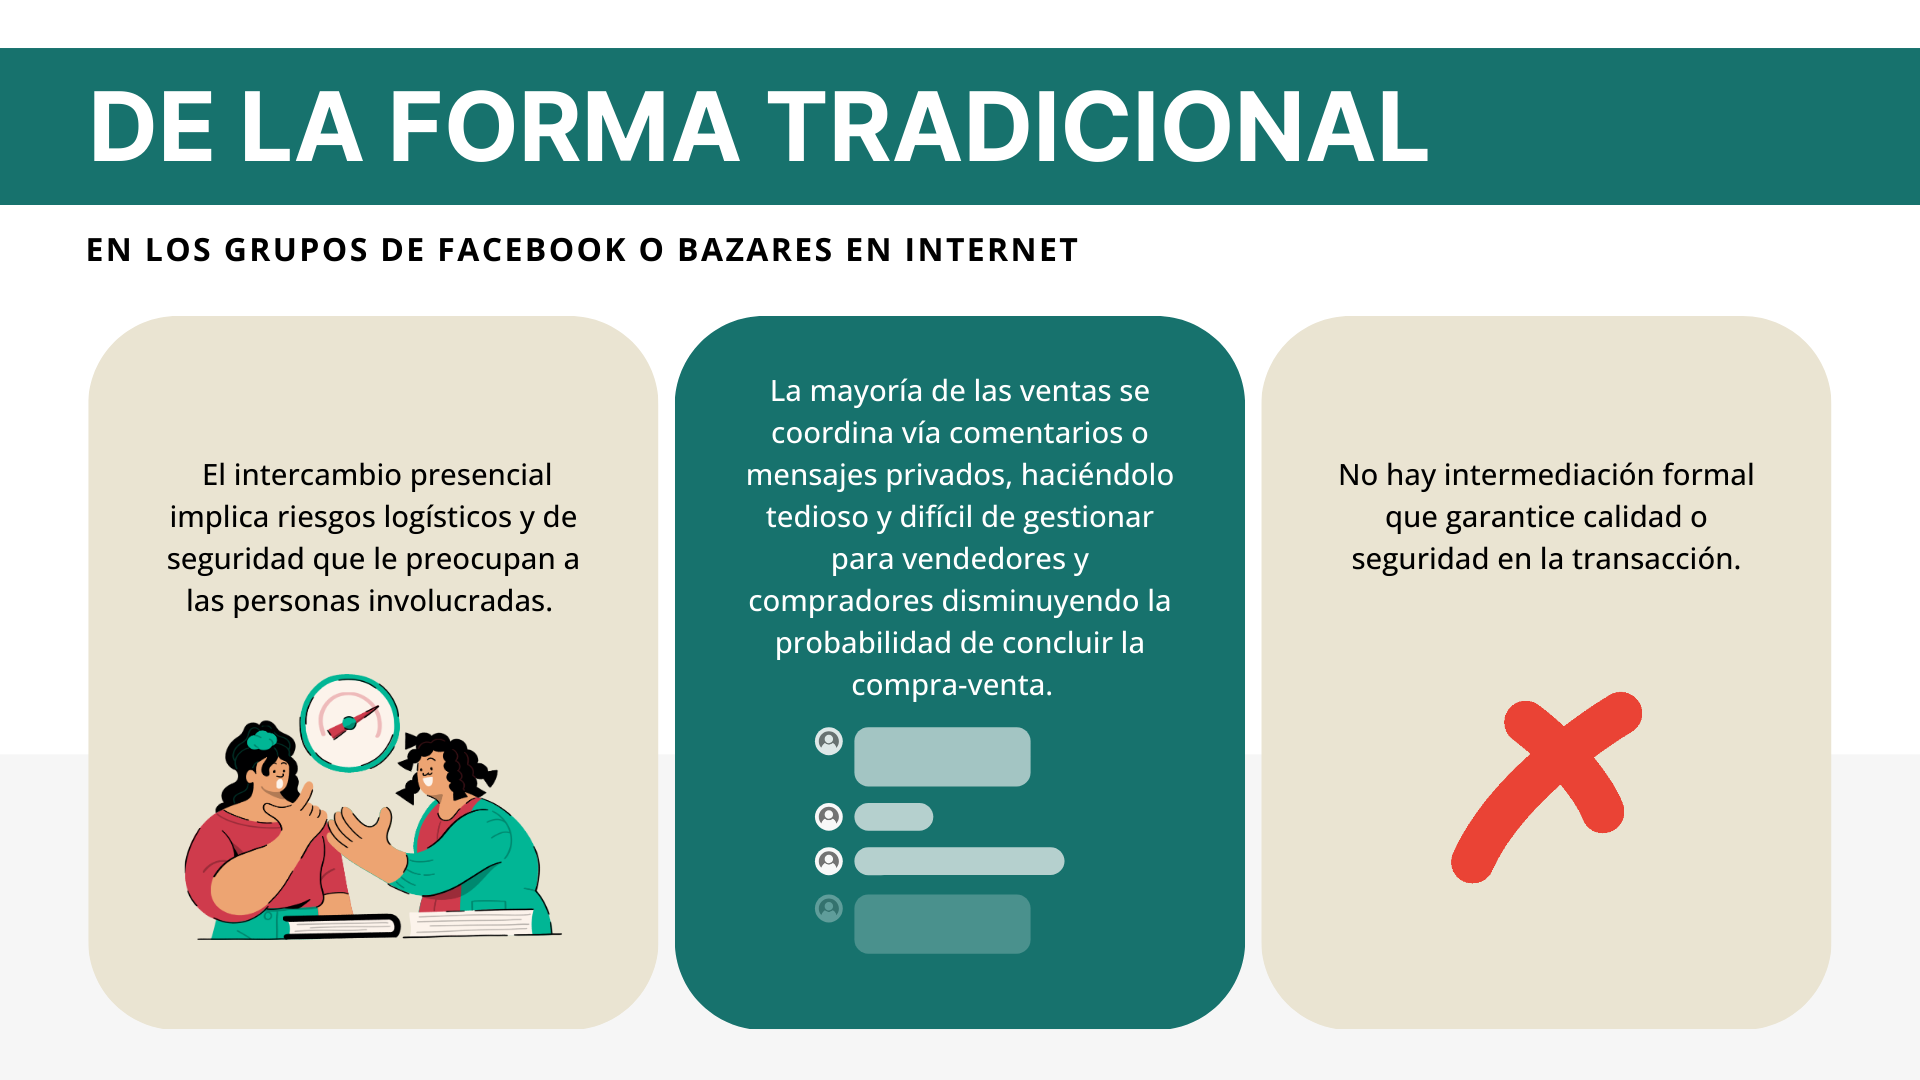 DE LA FORMA TRADICIONAL
EN LOS GRUPOS DE FACEBOOK O BAZARES EN INTERNET
El intercambio presencial
implica riesgos logísticos y de
seguridad que le preocupan a
las personas involucradas.
La mayoría de las ventas se
coordina vía comentarios o
mensajes privados, haciéndolo
tedioso y difícil de gestionar
para vendedores y
compradores disminuyendo la
probabilidad de concluir la
compra-venta.
No hay intermediación formal
que garantice calidad o
seguridad en la transacción.